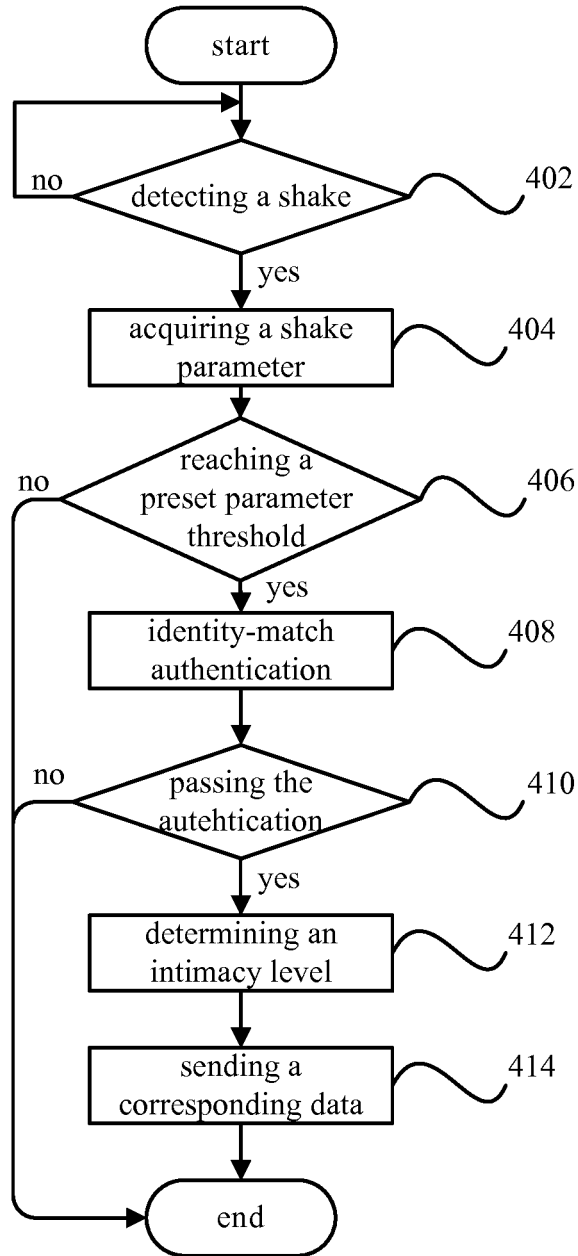 start
no
detecting a shake
402
yes
acquiring a shake
parameter
404
no
reaching a
preset parameter
threshold
406
yes
identity-match
authentication
408
no
passing the
autehtication
410
yes
determining an
intimacy level
412
sending a
corresponding data
414
end